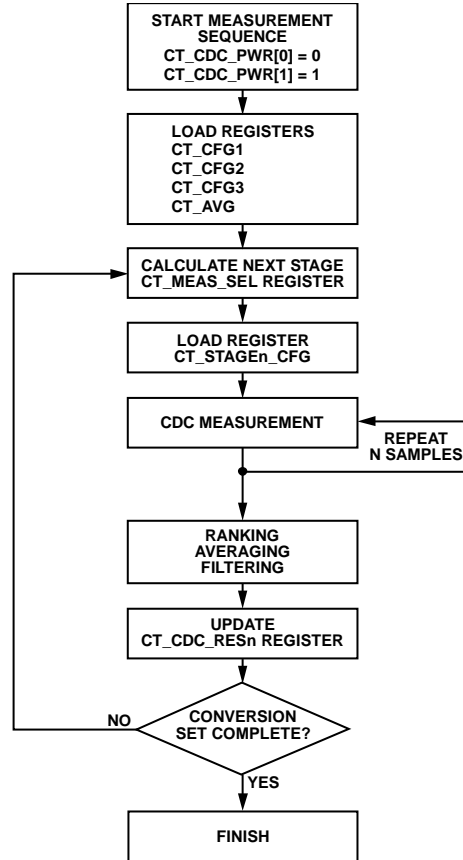 START MEASUREMENT
SEQUENCE
CT_CDC_PWR[0] = 0
CT_CDC_PWR[1] = 1
LOAD REGISTERS
CT_CFG1
CT_CFG2
CT_CFG3
CT_AVG
CALCULATE NEXT STAGE
CT_MEAS_SEL REGISTER
LOAD REGISTER
CT_STAGEn_CFG
CDC MEASUREMENT
REPEAT
N SAMPLES
RANKING
AVERAGING
FILTERING
UPDATE
CT_CDC_RESn REGISTER
NO
CONVERSION
SET COMPLETE?
YES
FINISH